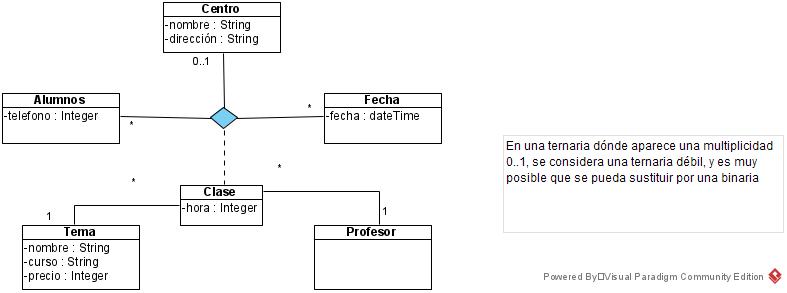 Centro
-nombre : String
-dirección : String
0..1
Alumnos
-telefono : Integer
*
*
Fecha
-fecha : dateTime
En una ternaria dónde aparece una multiplicidad
0..1, se considera una ternaria débil, y es muy
posible que se pueda sustituir por una binaria
*
*
Clase
-hora : Integer
1
1
Tema
-nombre : String
-curso : String
-precio : Integer
Profesor
Powered By□Visual Paradigm Community Edition